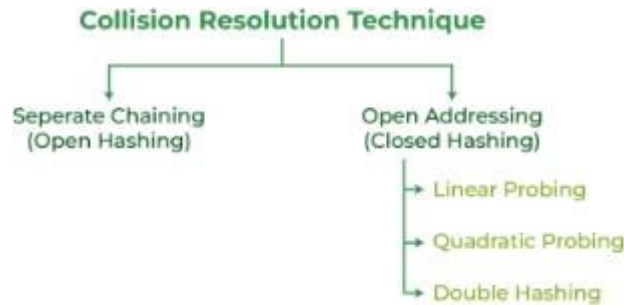 Collision Resolution Technique
Seperate Chaining
(Open Hashing)
Open Addressing
(Closed Hashing)
Linear Probing
Quadratic Probing
Double Hashing